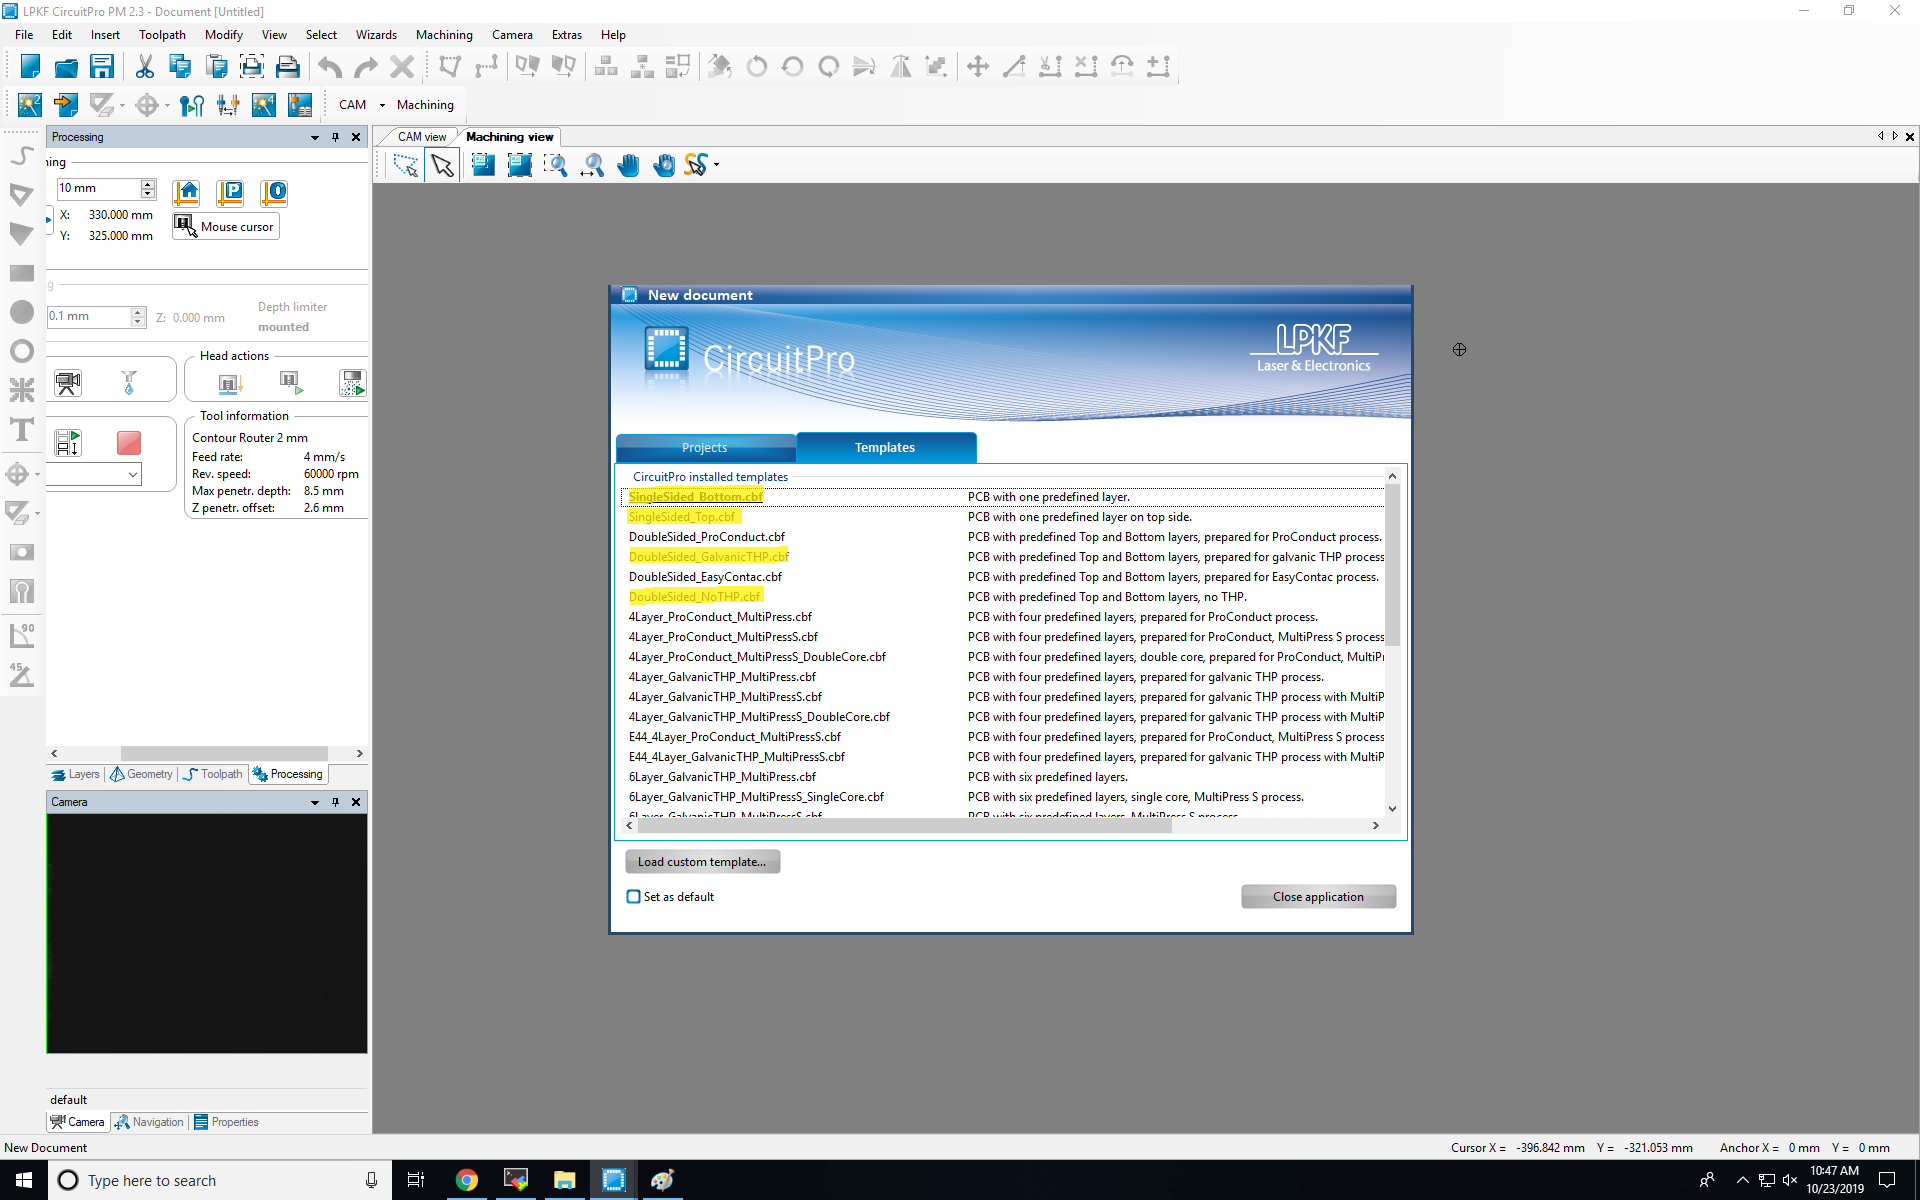 LPKF CircuitPro PM 2.3 - Document [Untitled]
File Edit Insert Toolpath Modify View Select Wizards Machining Camera Extras Help
CAM Machining
Processing
CAM view Machining view
ning
10 mm
X: 330.000 mm
Y: 325.000 mm
Mouse cursor
g
0.1 mm
Z: 0.000 mm
Depth limiter
mounted
Head actions
Tool information
Contour Router 2 mm
Feed rate: 4 mm/s
Rev. speed: 60000 rpm
Max penetr. depth: 8.5 mm
Z penetr. offset: 2.6 mm
90
45
Layers Geometry Toolpath Processing
Camera
default
Camera Navigation Properties
New document
CircuitPro
LPKF
Laser & Electronics
Projects Templates
CircuitPro installed templates
SingleSided_Bottom.cbf PCB with one predefined layer.
SingleSided_Top.cbf PCB with one predefined layer on top side.
DoubleSided_ProConduct.cbf PCB with predefined Top and Bottom layers, prepared for ProConduct process.
DoubleSided_GalvanicTHP.cbf PCB with predefined Top and Bottom layers, prepared for galvanic THP process
DoubleSided_EasyContac.cbf PCB with predefined Top and Bottom layers, prepared for EasyContac process.
DoubleSided_NoTHP.cbf PCB with predefined Top and Bottom layers, no THP.
4Layer_ProConduct_MultiPress.cbf PCB with four predefined layers, prepared for ProConduct process.
4Layer_ProConduct_MultiPressS.cbf PCB with four predefined layers, prepared for ProConduct, MultiPress S process
4Layer_ProConduct_MultiPressS_DoubleCore.cbf PCB with four predefined layers, double core, prepared for ProConduct, MultiP
4Layer_GalvanicTHP_MultiPress.cbf PCB with four predefined layers, prepared for galvanic THP process.
4Layer_GalvanicTHP_MultiPressS.cbf PCB with four predefined layers, prepared for galvanic THP process with MultiP
4Layer_GalvanicTHP_MultiPressS_DoubleCore.cbf PCB with four predefined layers, prepared for galvanic THP process with MultiP
E44_4Layer_ProConduct_MultiPressS.cbf PCB with four predefined layers, prepared for ProConduct, MultiPress S process
E44_4Layer_GalvanicTHP_MultiPressS.cbf PCB with four predefined layers, prepared for galvanic THP process with MultiP
6Layer_GalvanicTHP_MultiPress.cbf PCB with six predefined layers.
6Layer_GalvanicTHP_MultiPressS_SingleCore.cbf PCB with six predefined layers, single core, MultiPress S process.
6Layer_GalvanicTHP_MultiPressS.cbf PCB with six predefined layers, MultiPress S process.
Load custom template...
Set as default
Close application
New Document
Cursor X = -396.842 mm Y = -321.053 mm Anchor X = 0 mm Y = 0 mm
Type here to search
10:47 AM
10/23/2019